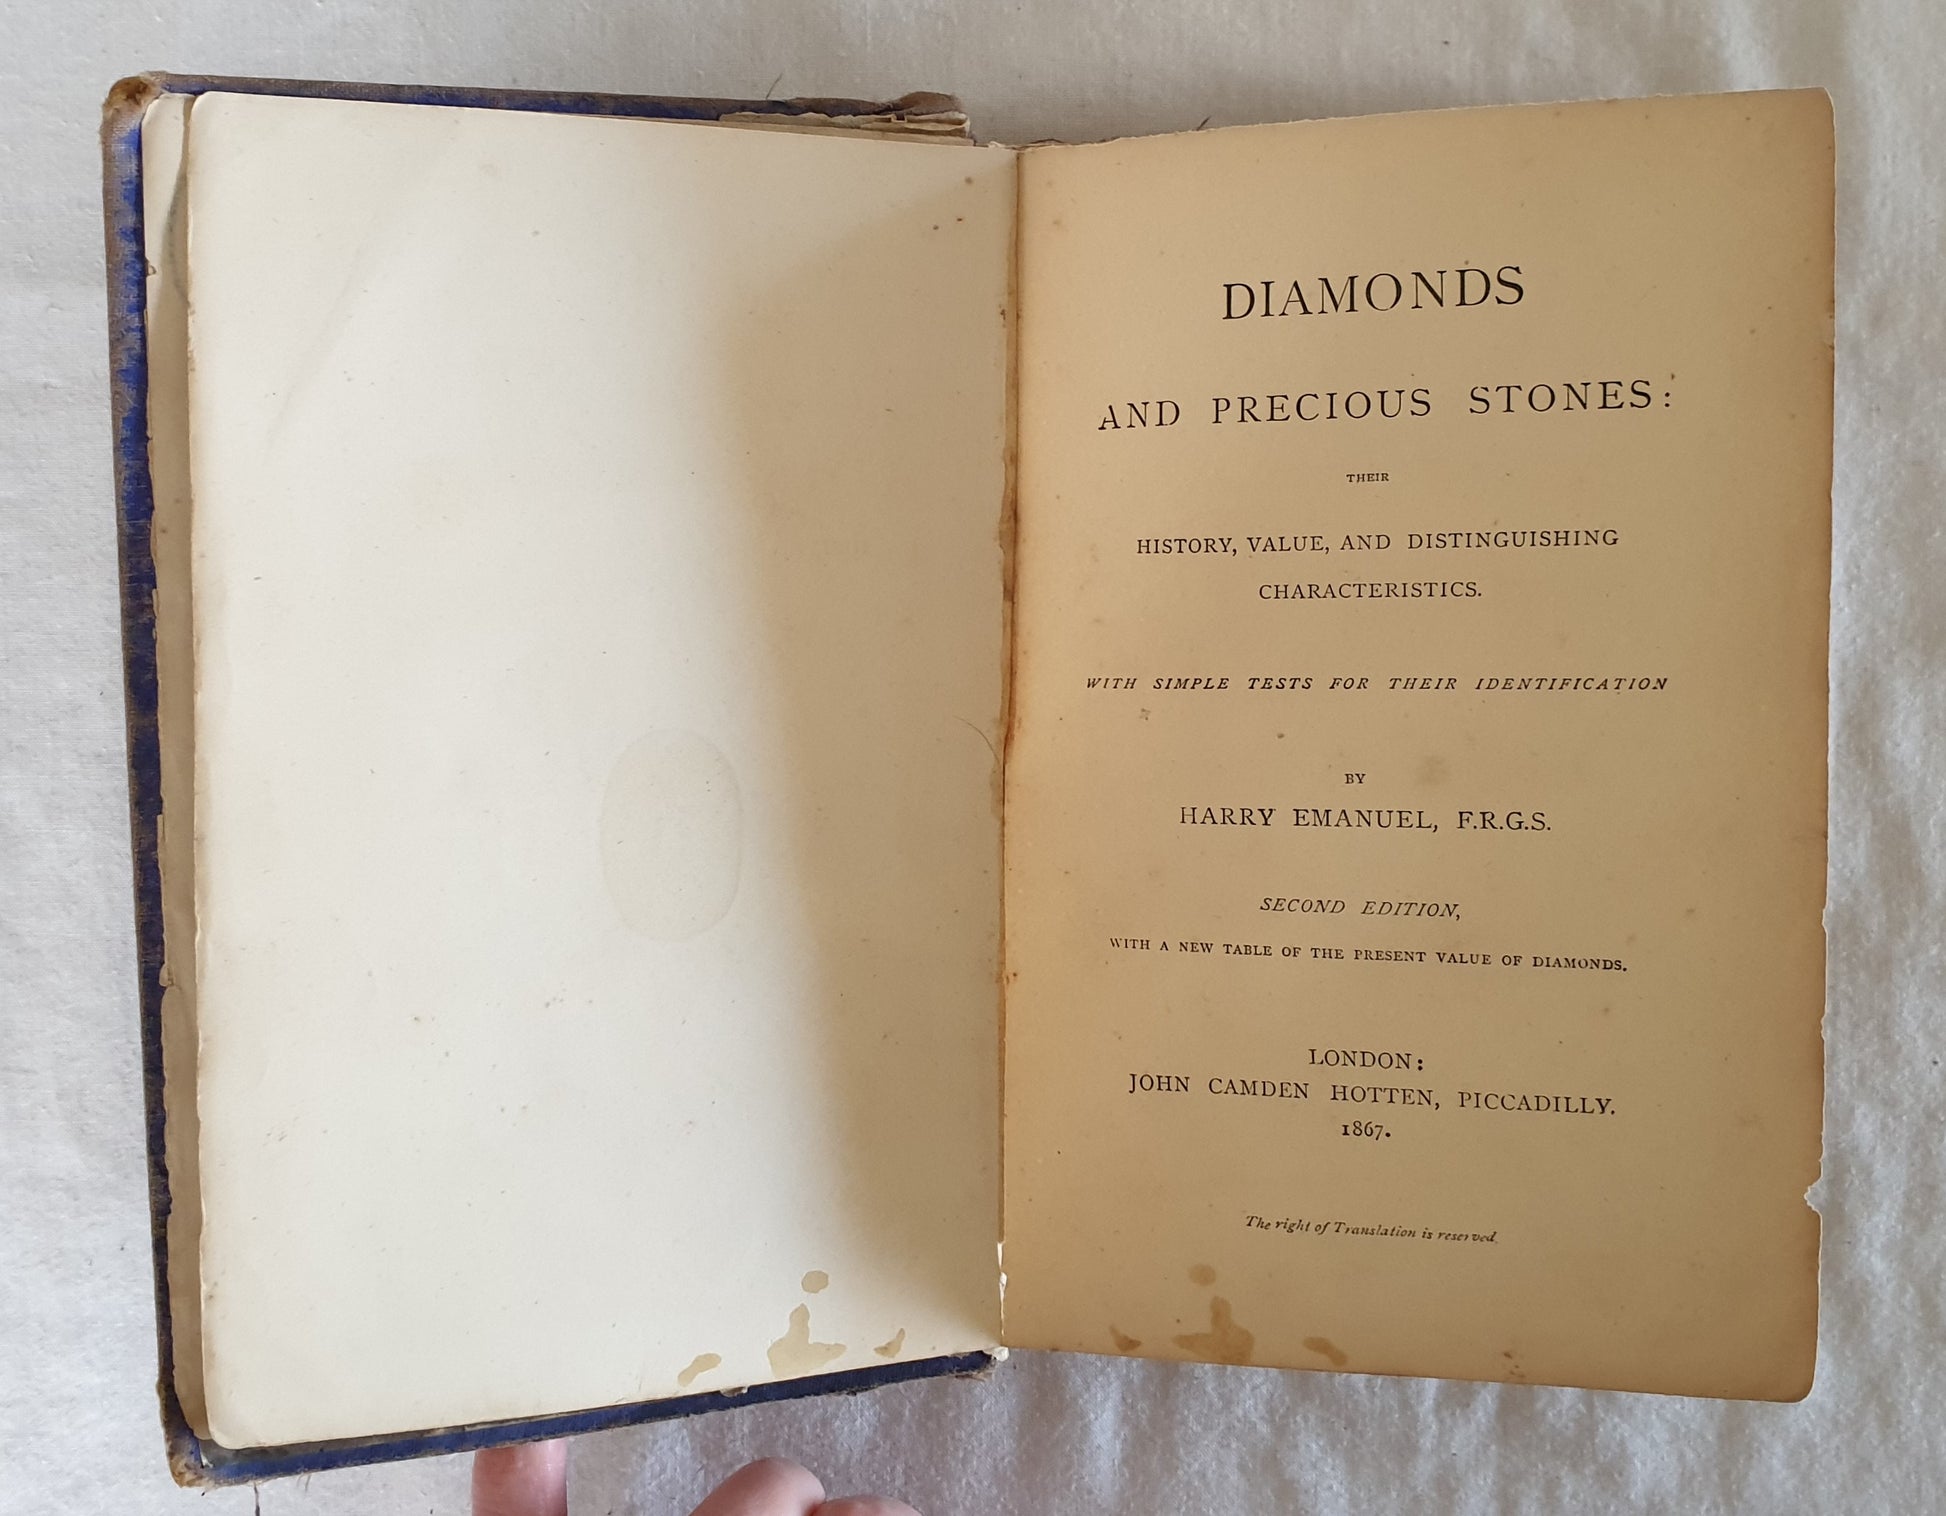 DIAMONDS
AND PRECIOUS STONES:
THEIR
HISTORY, VALUE, AND DISTINGUISHING
CHARACTERISTICS.
WITH SIMPLE TESTS FOR THEIR IDENTIFICATION
BY
HARRY EMANUEL, F.R.G.S.
SECOND EDITION,
WITH A NEW TABLE OF THE PRESENT VALUE OF DIAMONDS.
LONDON:
JOHN CAMDEN HOTTEN, PICCADILLY.
1867.
The right of Translation is reserved.